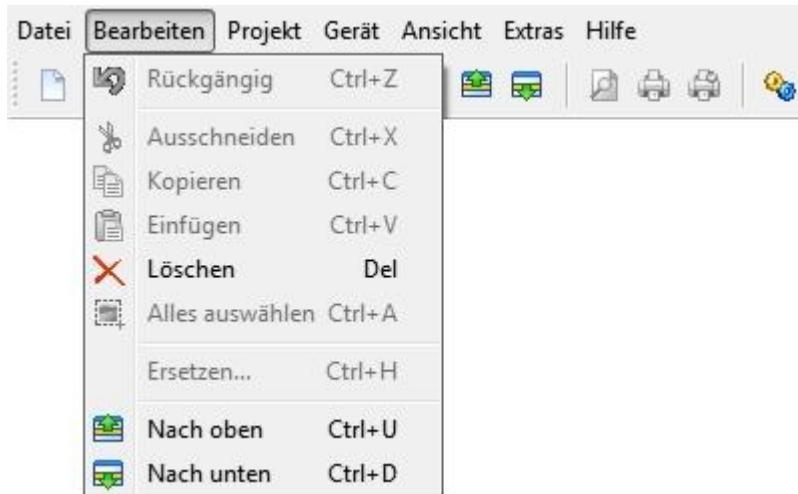 Datei Bearbeiten Projekt Gerät Ansicht Extras Hilfe
Rückgängig Ctrl+Z
Ausschneiden Ctrl+X
Kopieren Ctrl+C
Einfügen Ctrl+V
Löschen Del
Alles auswählen Ctrl+A
Ersetzen... Ctrl+H
Nach oben Ctrl+U
Nach unten Ctrl+D